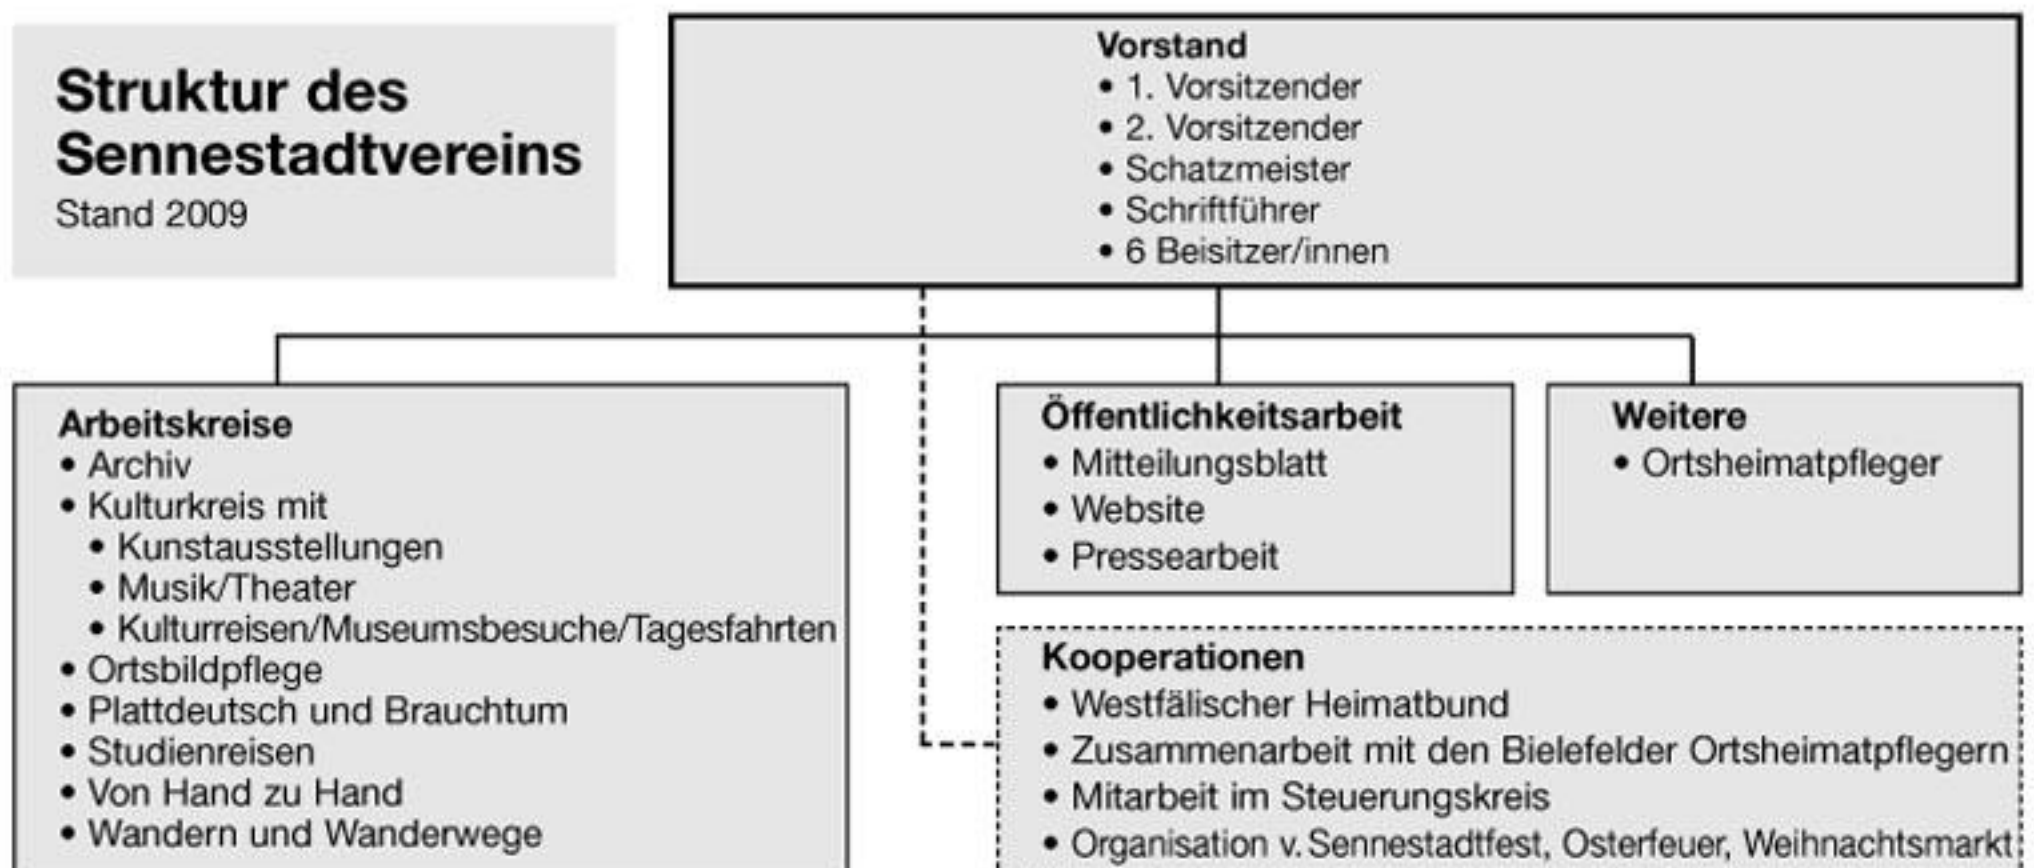 Struktur des
Sennestadtvereins
Stand 2009
Vorstand
• 1. Vorsitzender
• 2. Vorsitzender
• Schatzmeister
• Schriftführer
• 6 Beisitzer/innen
Arbeitskreise
• Archiv
• Kulturkreis mit
• Kunstausstellungen
• Musik/Theater
• Kulturreisen/Museumsbesuche/Tagesfahrten
• Ortsbildpflege
• Plattdeutsch und Brauchtum
• Studienreisen
• Von Hand zu Hand
• Wandern und Wanderwege
Öffentlichkeitsarbeit
• Mitteilungsblatt
• Website
• Pressearbeit
Weitere
• Ortsheimatpfleger
Kooperationen
• Westfälischer Heimatbund
• Zusammenarbeit mit den Bielefelder Ortsheimatpflegern
• Mitarbeit im Steuerungskreis
• Organisation v. Sennestadtfest, Osterfeuer, Weihnachtsmarkt